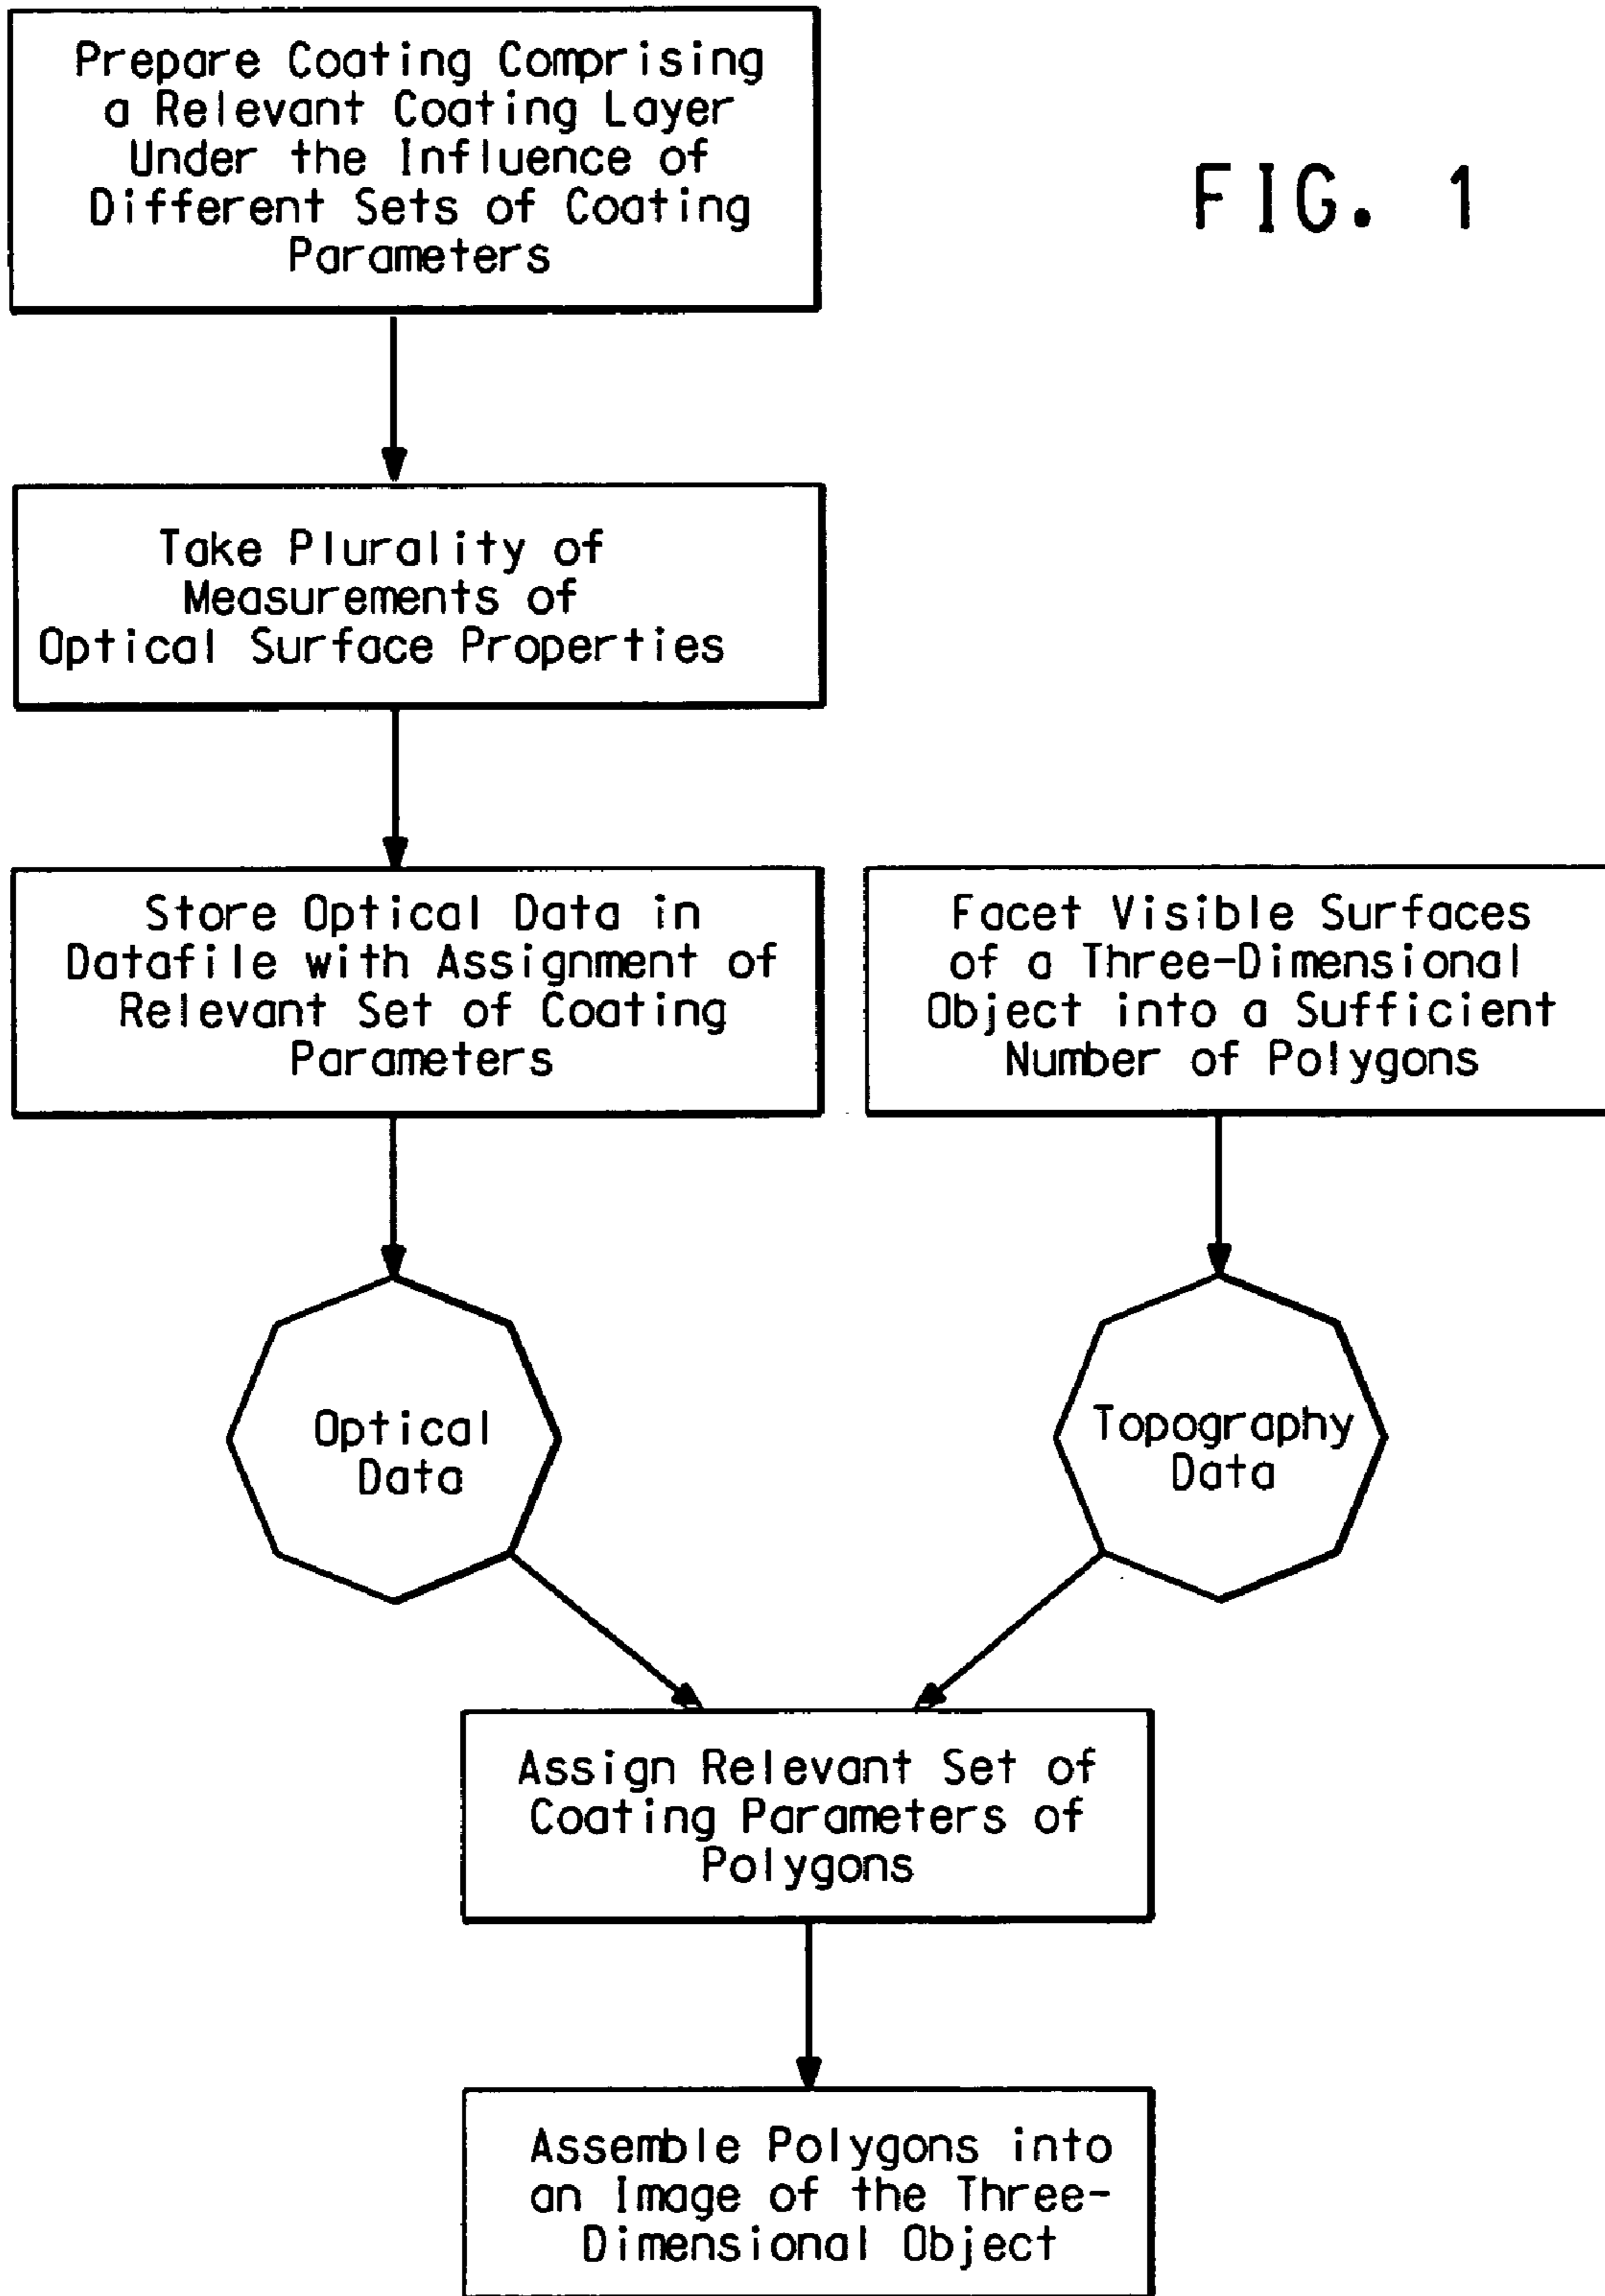 Prepare Coating Comprising
a Relevant Coating Layer
Under the Influence of
Different Sets of Coating
Parameters
FIG. 1
Take Plurality of
Measurements of
Optical Surface Properties
Store Optical Data in
Datafile with Assignment of
Relevant Set of Coating
Parameters
Facet Visible Surfaces
of a Three-Dimensional
Object into a Sufficient
Number of Polygons
Optical
Data
Topography
Data
Assign Relevant Set of
Coating Parameters of
Polygons
Assemble Polygons into
an Image of the Three-
Dimensional Object